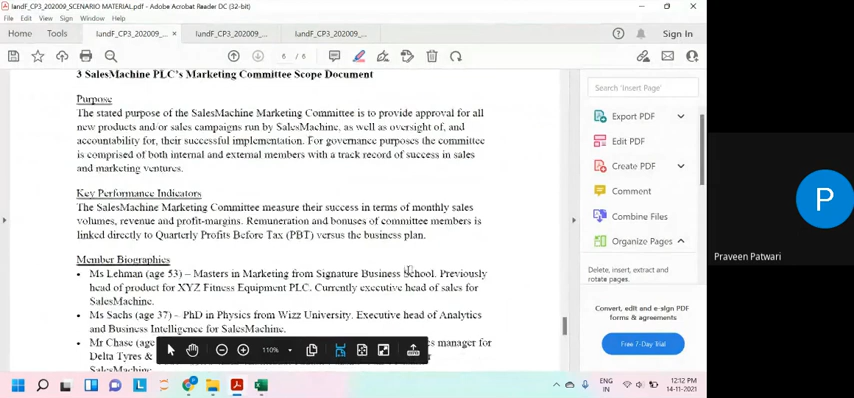 IandF_CP3_202009_SCENARIO MATERIAL.pdf - Adobe Acrobat Reader DC (32-bit)
File Edit View Sign Window Help
Home Tools IandF_CP3_202009_... × IandF_CP3_202009_... IandF_CP3_202009_... Sign In
6 / 6
3 SalesMachine PLC's Marketing Committee Scope Document
Purpose
The stated purpose of the SalesMachine Marketing Committee is to provide approval for all
new products and/or sales campaigns run by SalesMachine, as well as oversight of, and
accountability for, their successful implementation. For governance purposes the committee
is comprised of both internal and external members with a track record of success in sales
and marketing ventures.
Key Performance Indicators
The SalesMachine Marketing Committee measure their success in terms of monthly sales
volumes, revenue and profit-margins. Remuneration and bonuses of committee members is
linked directly to Quarterly Profits Before Tax (PBT) versus the business plan.
Member Biographies
• Ms Lehman (age 53) – Masters in Marketing from Signature Business School. Previously
head of product for XYZ Fitness Equipment PLC. Currently executive head of sales for
SalesMachine.
• Ms Sachs (age 37) – PhD in Physics from Wizz University. Executive head of Analytics
and Business Intelligence for SalesMachine.
• Mr Chase (ag
manager for
Delta Tyres &
SalesMachine.
110%
Search 'Insert Page'
Export PDF
Edit PDF
Create PDF
Comment
Combine Files
Organize Pages
Delete, insert, extract and
rotate pages.
Convert, edit and e-sign PDF
forms & agreements
Free 7-Day Trial
P
Praveen Patwari
ENG
IN
12:12 PM
14-11-2021